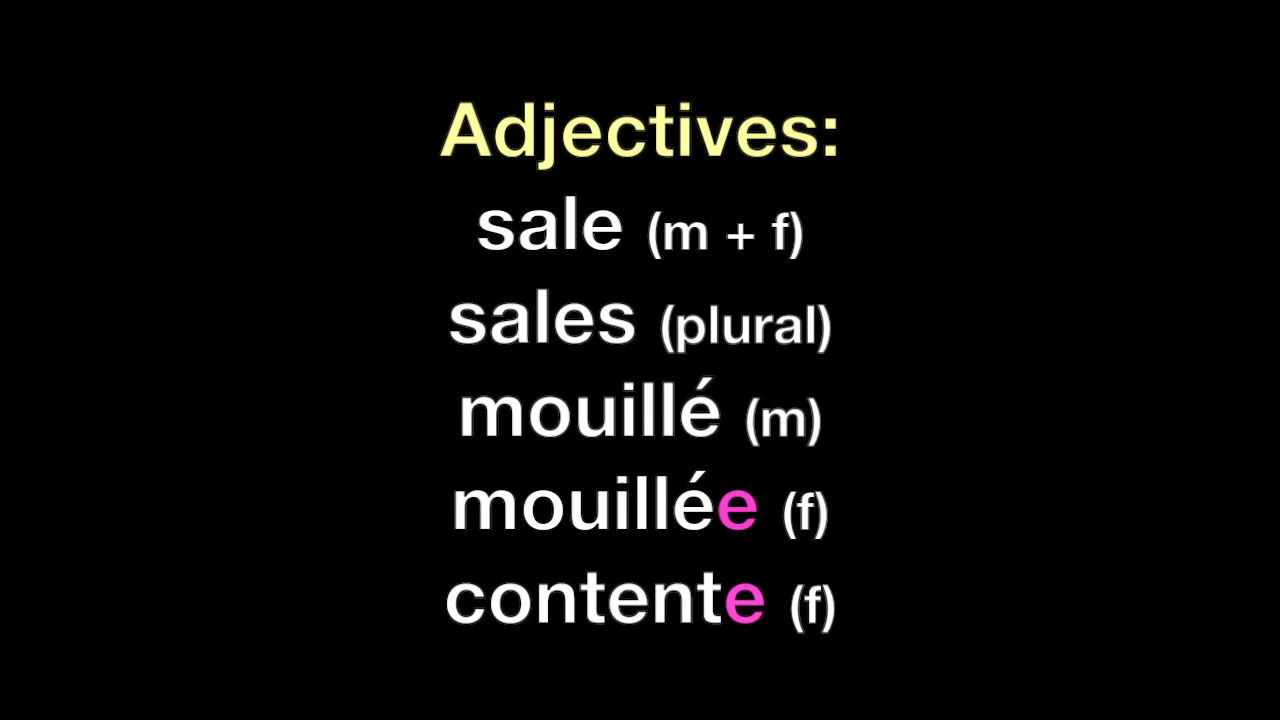 Adjectives:
sale (m + f)
sales (plural)
mouillé (m)
mouillée (f)
contente (f)